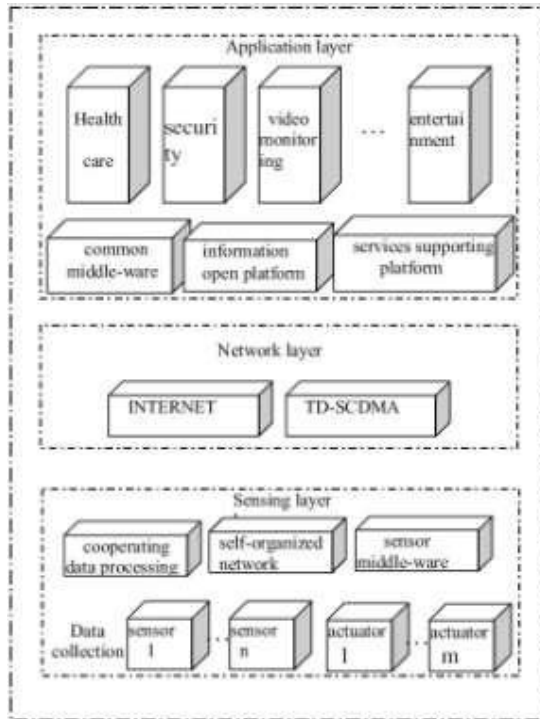 Application layer
Health
care
securi
ty
video
monitor
ing
...
entertai
nment
common
middle-ware
information
open platform
services supporting
platform
Network layer
INTERNET
TD-SCDMA
Sensing layer
cooperating
data processing
self-organized
network
sensor
middle-ware
Data
collection
sensor
1
...
sensor
n
actuator
1
...
actuator
m